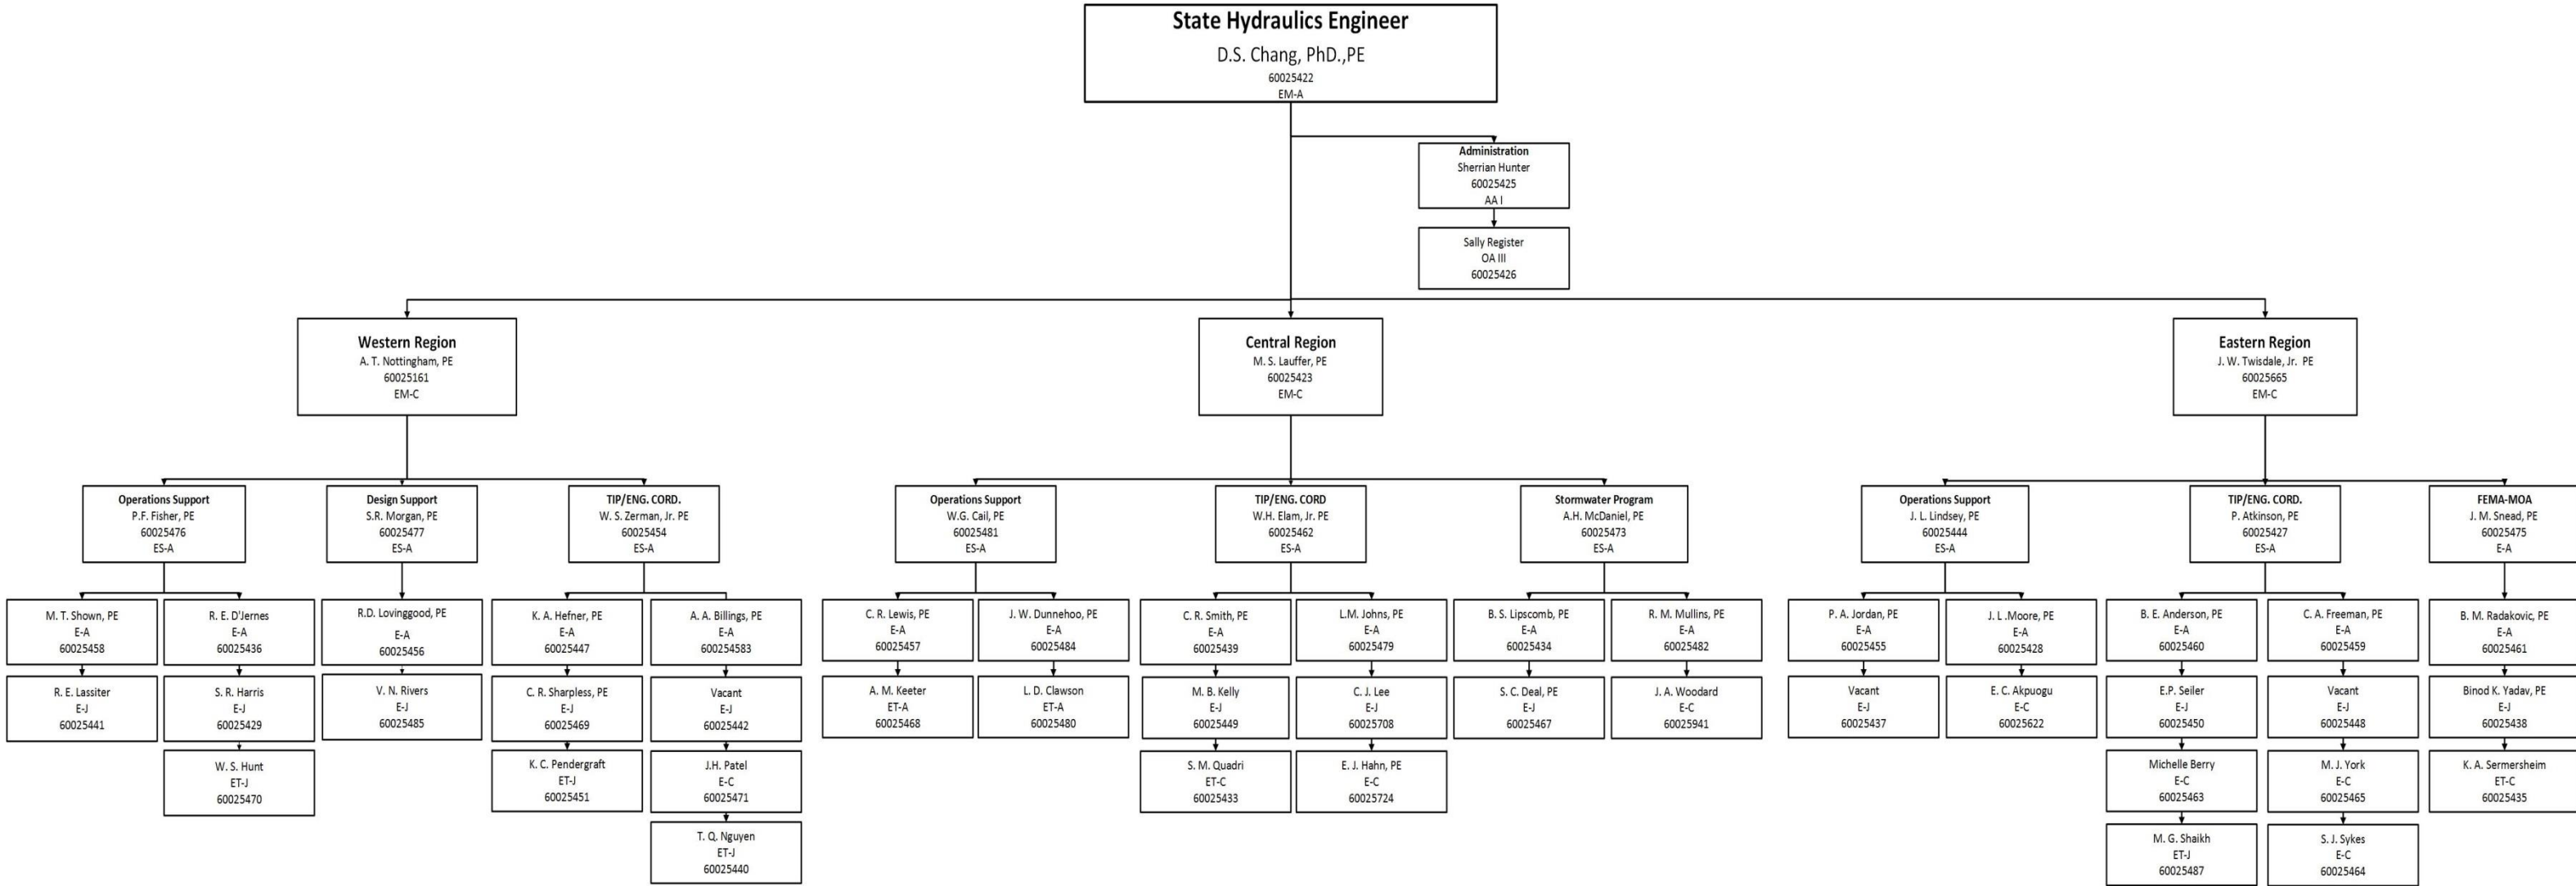 State Hydraulics Engineer
D.S. Chang, PhD.,PE
60025422
EM-A
Administration
Sherrian Hunter
60025425
AA I
Sally Register
OA III
60025426
Western Region
A. T. Nottingham, PE
60025161
EM-C
Central Region
M. S. Lauffer, PE
60025423
EM-C
Eastern Region
J. W. Twisdale, Jr. PE
60025665
EM-C
Operations Support
P.F. Fisher, PE
60025476
ES-A
Design Support
S.R. Morgan, PE
60025477
ES-A
TIP/ENG. CORD.
W. S. Zerman, Jr. PE
60025454
ES-A
Operations Support
W.G. Cail, PE
60025481
ES-A
TIP/ENG. CORD
W.H. Elam, Jr. PE
60025462
ES-A
Stormwater Program
A.H. McDaniel, PE
60025473
ES-A
Operations Support
J. L. Lindsey, PE
60025444
ES-A
TIP/ENG. CORD.
P. Atkinson, PE
60025427
ES-A
FEMA-MOA
J. M. Snead, PE
60025475
E-A
M. T. Shown, PE
E-A
60025458
R. E. D'Jernes
E-A
60025436
R.D. Lovinggood, PE
E-A
60025456
K. A. Hefner, PE
E-A
60025447
A. A. Billings, PE
E-A
600254583
C. R. Lewis, PE
E-A
60025457
J. W. Dunnehoo, PE
E-A
60025484
C. R. Smith, PE
E-A
60025439
L.M. Johns, PE
E-A
60025479
B. S. Lipscomb, PE
E-A
60025434
R. M. Mullins, PE
E-A
60025482
P. A. Jordan, PE
E-A
60025455
J. L .Moore, PE
E-A
60025428
B. E. Anderson, PE
E-A
60025460
C. A. Freeman, PE
E-A
60025459
B. M. Radakovic, PE
E-A
60025461
R. E. Lassiter
E-J
60025441
S. R. Harris
E-J
60025429
V. N. Rivers
E-J
60025485
C. R. Sharpless, PE
E-J
60025469
Vacant
E-J
60025442
A. M. Keeter
ET-A
60025468
L. D. Clawson
ET-A
60025480
M. B. Kelly
E-J
60025449
C. J. Lee
E-J
60025708
S. C. Deal, PE
E-J
60025467
J. A. Woodard
E-C
60025941
Vacant
E-J
60025437
E. C. Akpuogu
E-C
60025622
E.P. Seiler
E-J
60025450
Vacant
E-J
60025448
Binod K. Yadav, PE
E-J
60025438
W. S. Hunt
ET-J
60025470
K. C. Pendergraft
ET-J
60025451
J.H. Patel
E-C
60025471
S. M. Quadri
ET-C
60025433
E. J. Hahn, PE
E-C
60025724
Michelle Berry
E-C
60025463
M. J. York
E-C
60025465
K. A. Sermersheim
ET-C
60025435
T. Q. Nguyen
ET-J
60025440
M. G. Shaikh
ET-J
60025487
S. J. Sykes
E-C
60025464